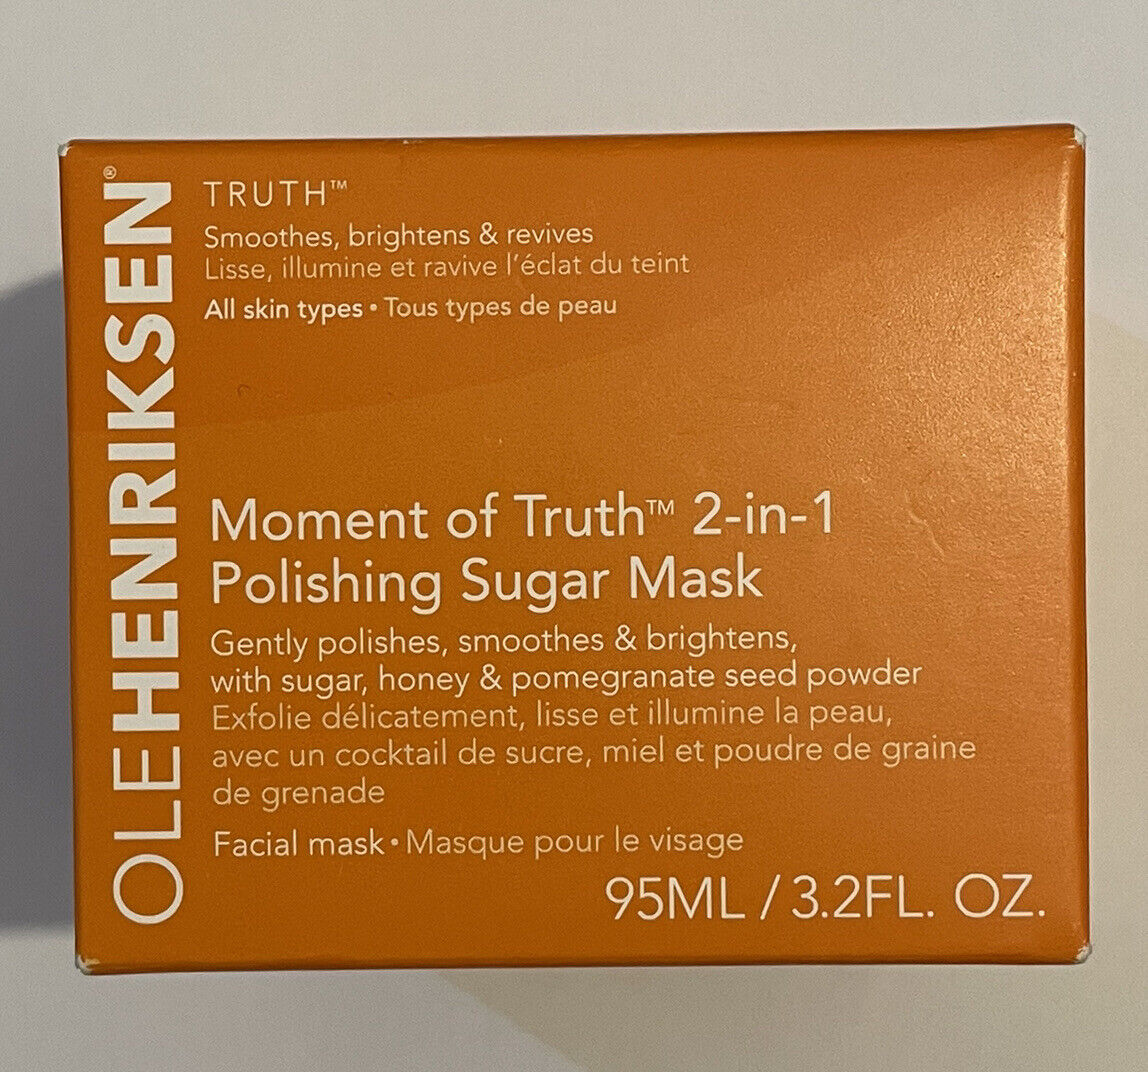 OLEHENRIKSEN®
TRUTH™
Smoothes, brightens & revives
Lisse, illumine et ravive l'éclat du teint
All skin types • Tous types de peau
Moment of Truth™ 2-in-1
Polishing Sugar Mask
Gently polishes, smoothes & brightens,
with sugar, honey & pomegranate seed powder
Exfolie délicatement, lisse et illumine la peau,
avec un cocktail de sucre, miel et poudre de graine
de grenade
Facial mask • Masque pour le visage
95ML / 3.2FL. OZ.